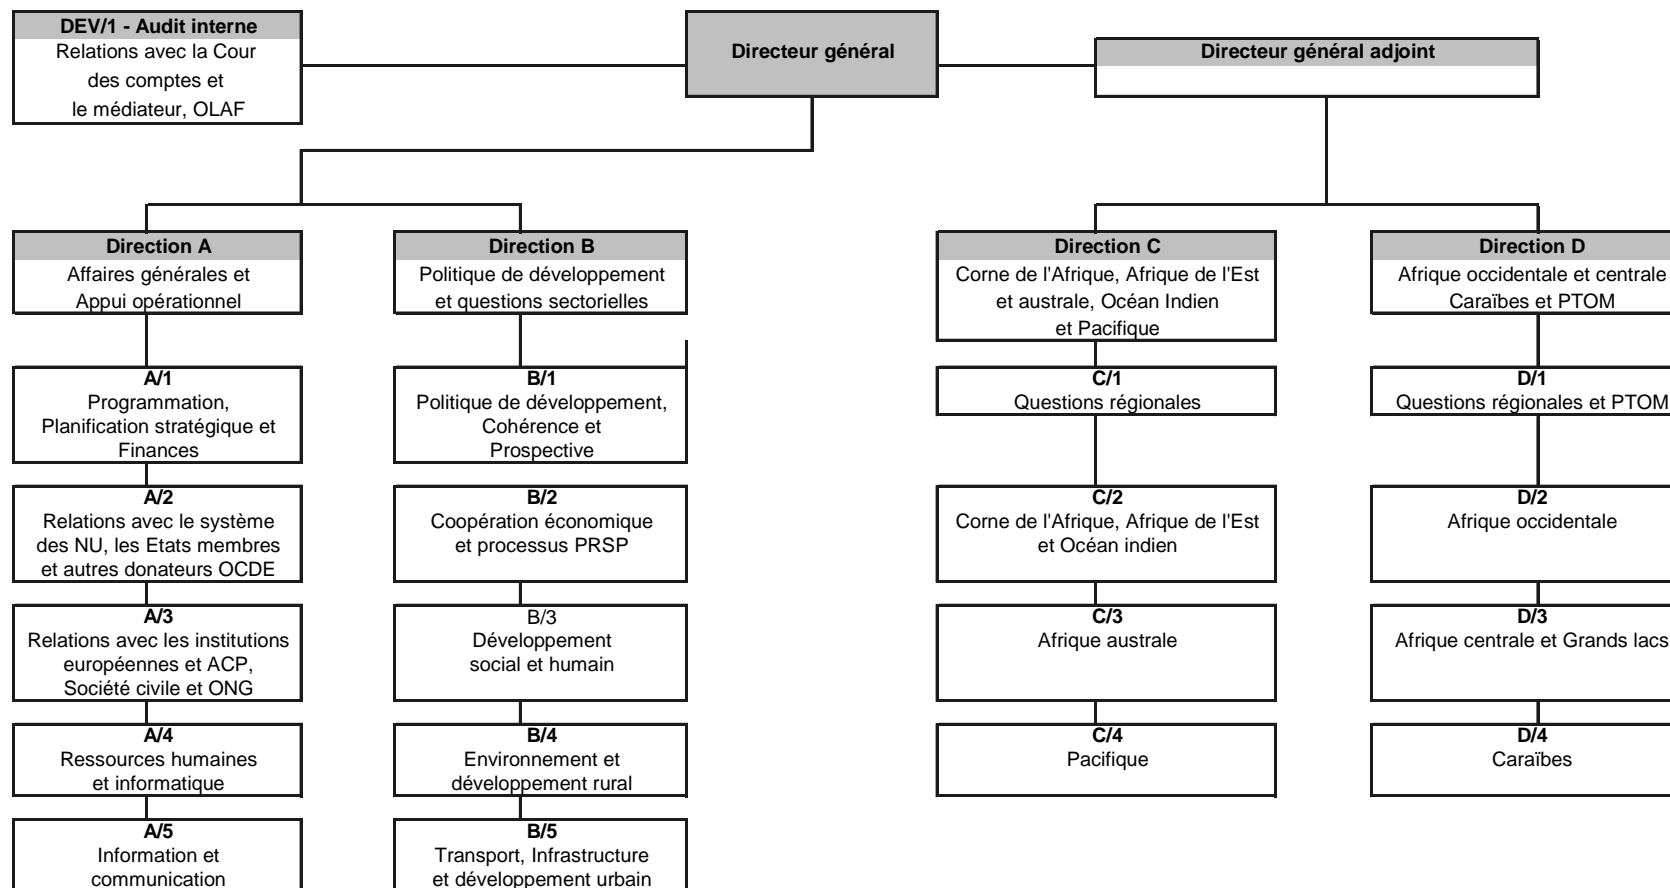 DEV/1 - Audit interne
Relations avec la Cour
des comptes et
le médiateur, OLAF
Directeur général
Directeur général adjoint
Direction A
Affaires générales et
Appui opérationnel
Direction B
Politique de développement
et questions sectorielles
Direction C
Corne de l'Afrique, Afrique de l'Est
et australe, Océan Indien
et Pacifique
Direction D
Afrique occidentale et centrale
Caraïbes et PTOM
A/1
Programmation,
Planification stratégique et
Finances
B/1
Politique de développement,
Cohérence et
Prospective
C/1
Questions régionales
D/1
Questions régionales et PTOM
A/2
Relations avec le système
des NU, les Etats membres
et autres donateurs OCDE
B/2
Coopération économique
et processus PRSP
C/2
Corne de l'Afrique, Afrique de l'Est
et Océan indien
D/2
Afrique occidentale
A/3
Relations avec les institutions
européennes et ACP,
Société civile et ONG
B/3
Développement
social et humain
C/3
Afrique australe
D/3
Afrique centrale et Grands lacs
A/4
Ressources humaines
et informatique
B/4
Environnement et
développement rural
C/4
Pacifique
D/4
Caraïbes
A/5
Information et
communication
B/5
Transport, Infrastructure
et développement urbain